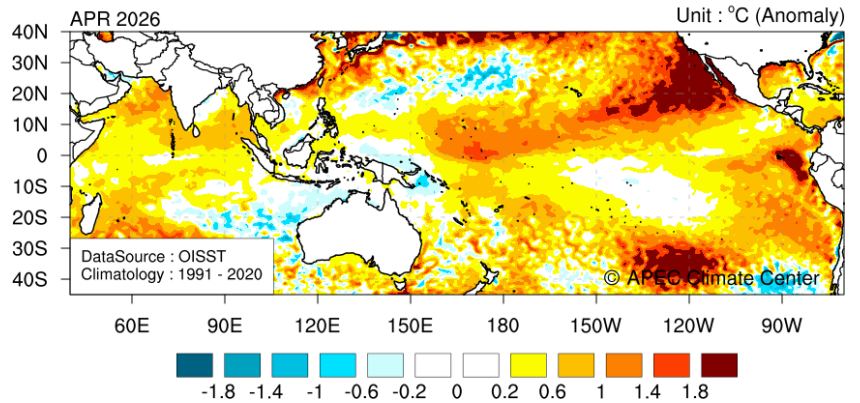 APR 2026
Unit : °C (Anomaly)
40N
30N
20N
10N
0
10S
20S
30S
40S
DataSource : OISST
Climatology : 1991 - 2020
© APEC Climate Center
60E 90E 120E 150E 180 150W 120W 90W
-1.8 -1.4 -1 -0.6 -0.2 0 0.2 0.6 1 1.4 1.8